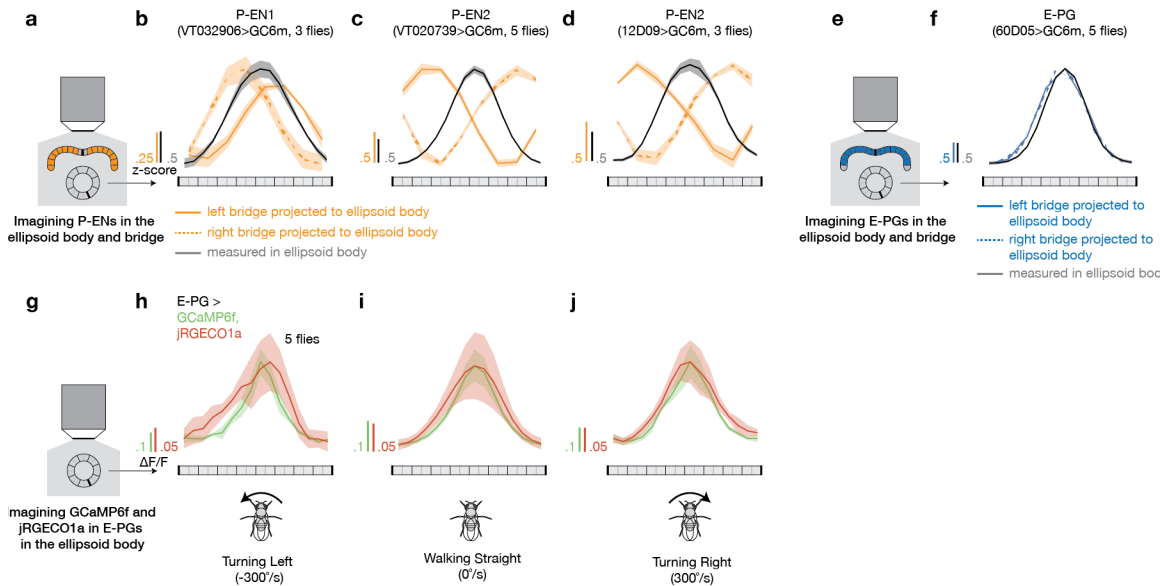 a
b
P-EN1
(VT032906>GC6m, 3 flies)
c
P-EN2
(VT020739>GC6m, 5 flies)
d
P-EN2
(12D09>GC6m, 3 flies)
e
f
E-PG
(60D05>GC6m, 5 flies)
.25
.5
z-score
.5
.5
.5
.5
.5
.5
Imagining P-ENs in the
ellipsoid body and bridge
left bridge projected to ellipsoid body
right bridge projected to ellipsoid body
measured in ellipsoid body
Imagining E-PGs in the
ellipsoid body and bridge
left bridge projected to
ellipsoid body
right bridge projected to
ellipsoid body
measured in ellipsoid bod
g
h
E-PG >
GCaMP6f,
jRGECO1a
5 flies
i
j
.1
.05
ΔF/F
.1
.05
.1
.05
Imagining GCaMP6f and
jRGECO1a in E-PGs
in the ellipsoid body
Turning Left
(-300°/s)
Walking Straight
(0°/s)
Turning Right
(300°/s)